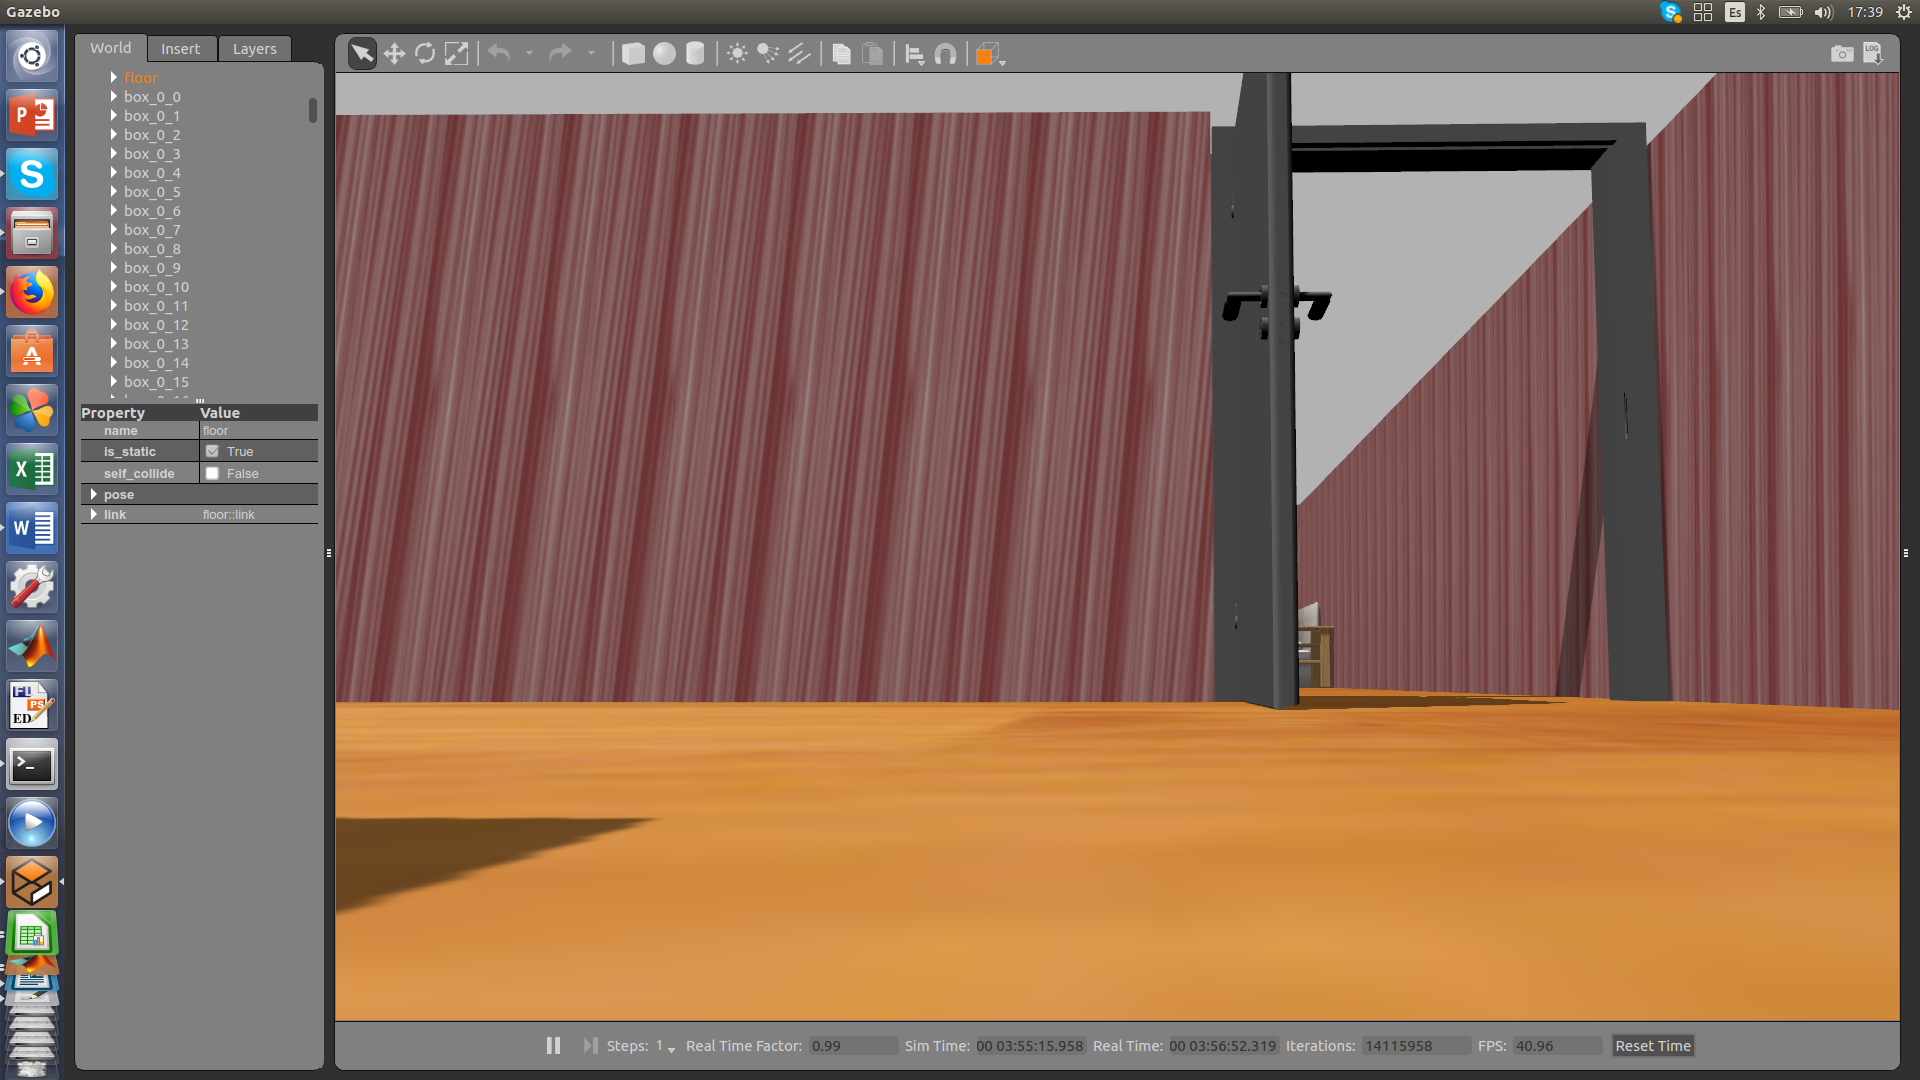 Gazebo
Es
17:39
World
Insert
Layers
LOG
floor
box_0_0
box_0_1
box_0_2
box_0_3
box_0_4
box_0_5
box_0_6
box_0_7
box_0_8
box_0_9
box_0_10
box_0_11
box_0_12
box_0_13
box_0_14
box_0_15
Property Value
name floor
is_static True
self_collide False
pose
link floor::link
Steps: 1 Real Time Factor: 0.99 Sim Time: 00 03:55:15.958 Real Time: 00 03:56:52.319 Iterations: 14115958 FPS: 40.96 Reset Time